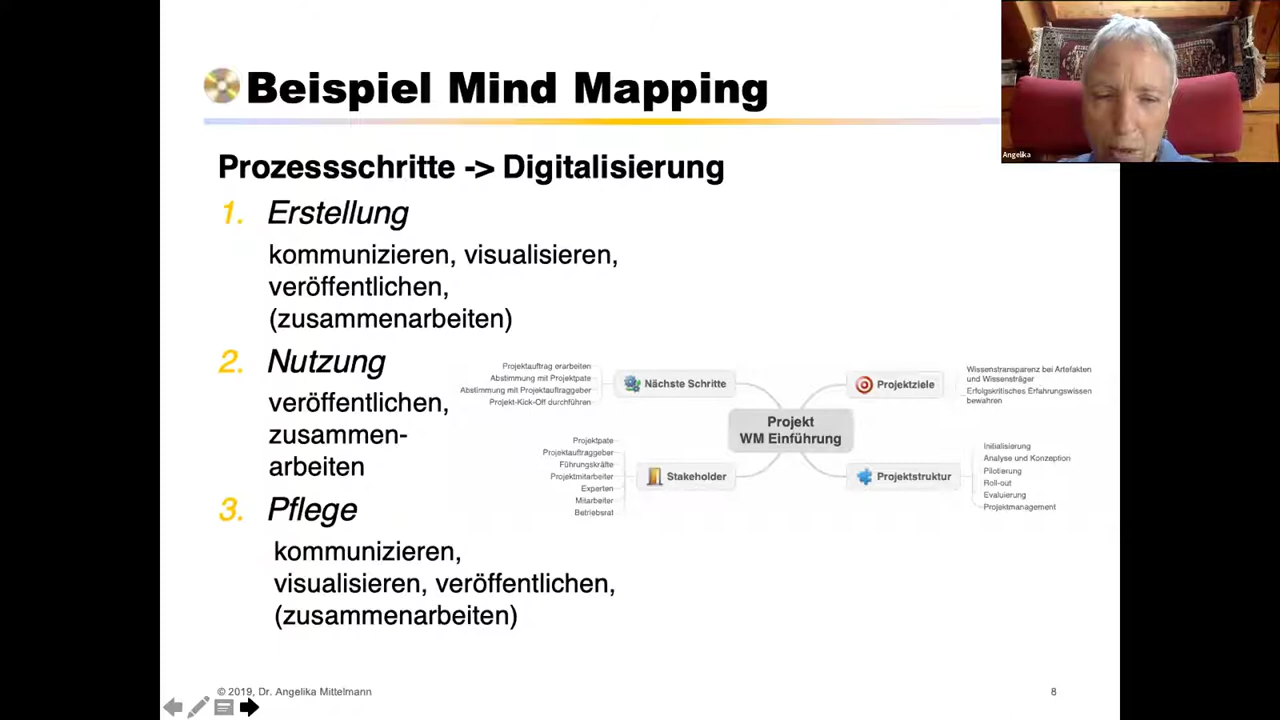 Beispiel Mind Mapping
Angelika
Prozessschritte -> Digitalisierung
1. Erstellung
kommunizieren, visualisieren,
veröffentlichen,
(zusammenarbeiten)
2. Nutzung
veröffentlichen,
zusammen-
arbeiten
3. Pflege
kommunizieren,
visualisieren, veröffentlichen,
(zusammenarbeiten)
Projekt
WM Einführung
Nächste Schritte
Projektauftrag erarbeiten
Abstimmung mit Projektpate
Abstimmung mit Projektauftraggeber
Projekt-Kick-Off durchführen
Projektziele
Wissenstransparenz bei Artefakten
und Wissensträger
Erfolgskritisches Erfahrungswissen
bewahren
Stakeholder
Projektpate
Projektauftraggeber
Führungskräfte
Projektmitarbeiter
Experten
Mitarbeiter
Betriebsrat
Projektstruktur
Initialisierung
Analyse und Konzeption
Pilotierung
Roll-out
Evaluierung
Projektmanagement
© 2019, Dr. Angelika Mittelmann
8